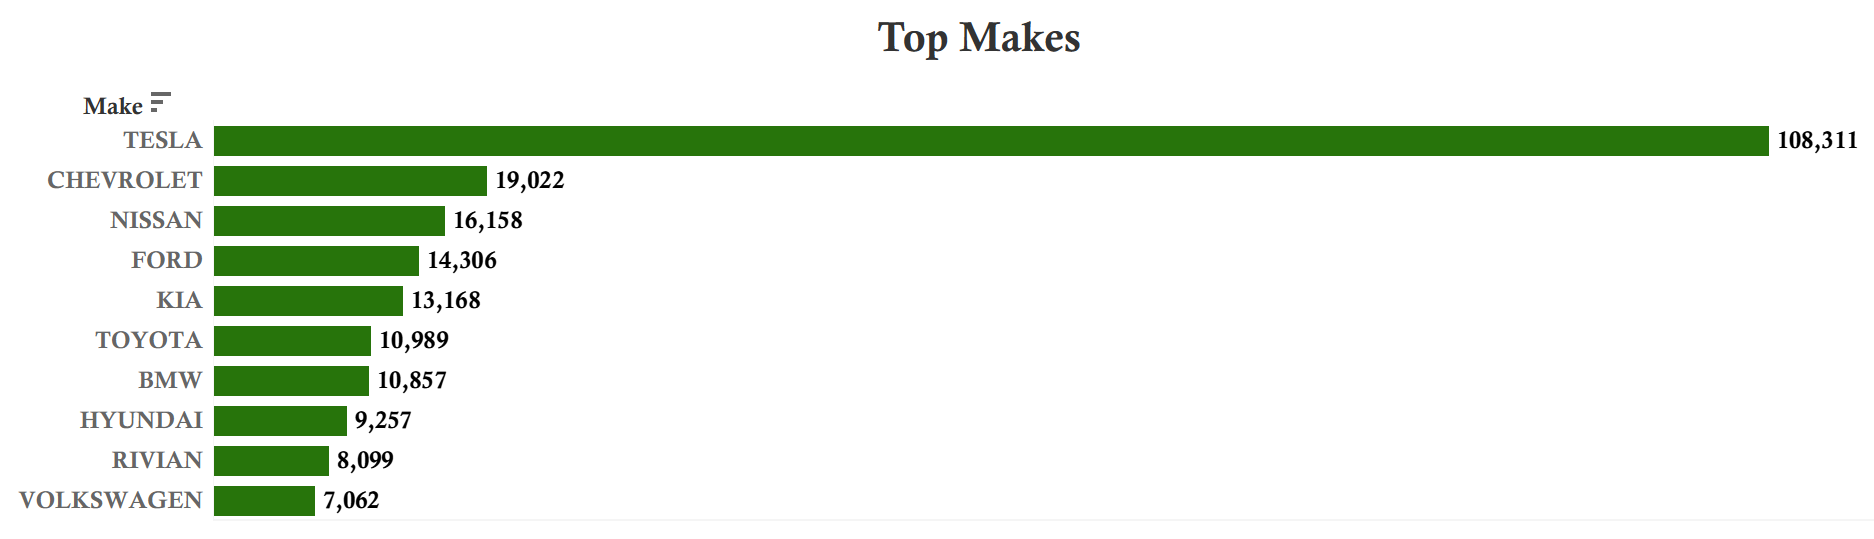 Top Makes
Make
TESLA 108,311
CHEVROLET 19,022
NISSAN 16,158
FORD 14,306
KIA 13,168
TOYOTA 10,989
BMW 10,857
HYUNDAI 9,257
RIVIAN 8,099
VOLKSWAGEN 7,062